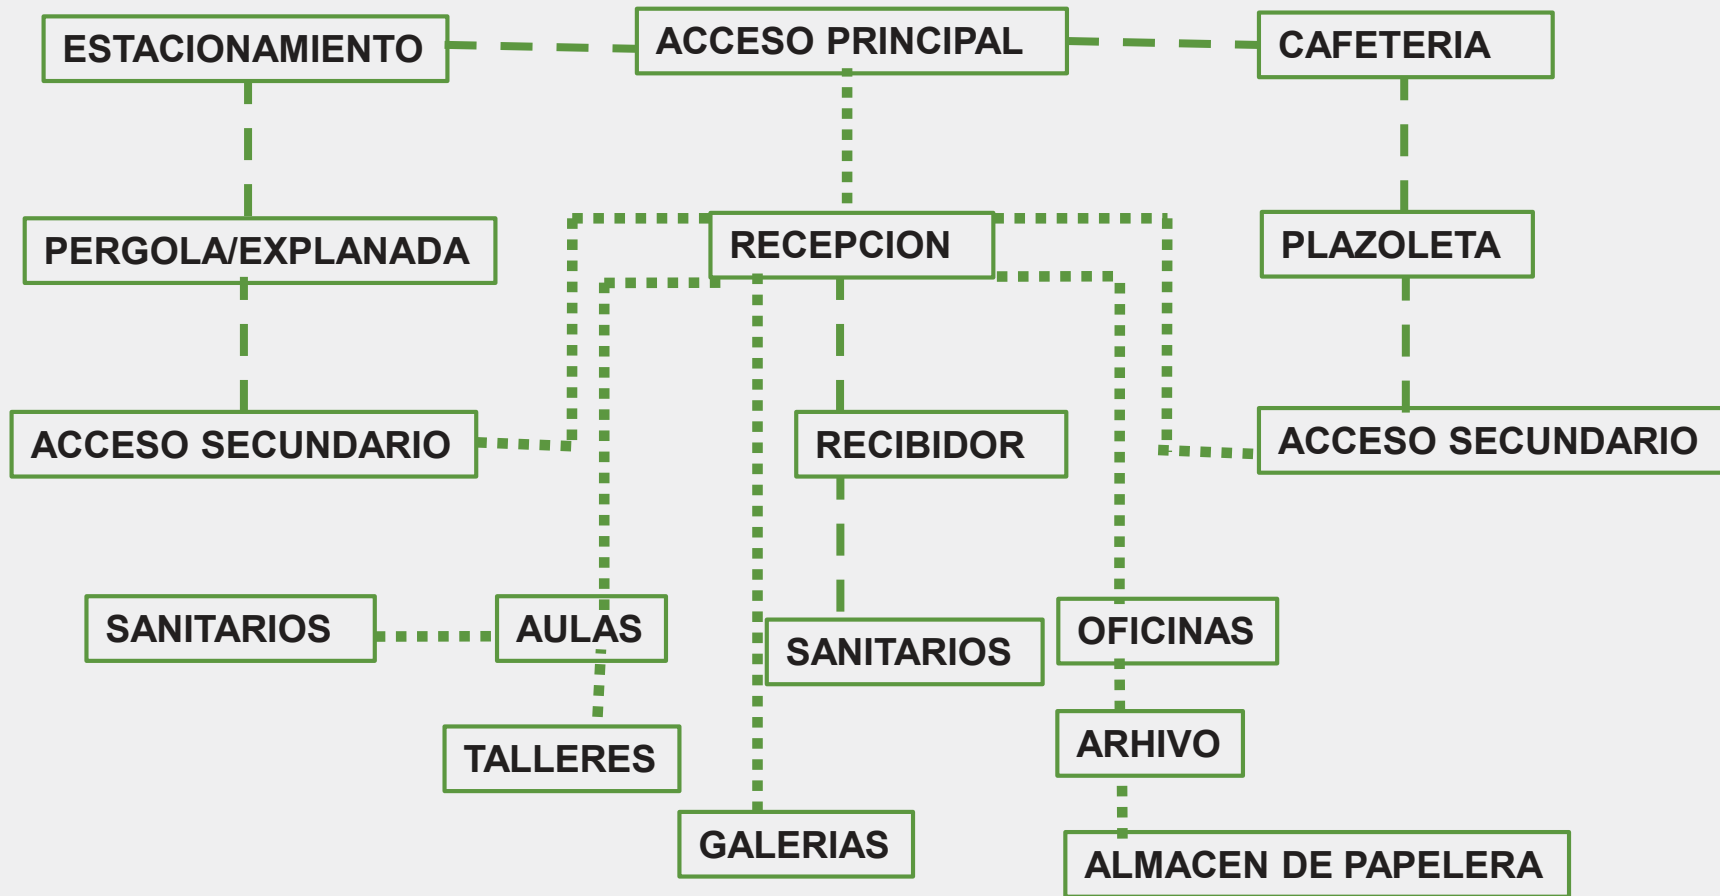 ESTACIONAMIENTO
ACCESO PRINCIPAL
CAFETERIA
PERGOLA/EXPLANADA
RECEPCION
PLAZOLETA
ACCESO SECUNDARIO
RECIBIDOR
ACCESO SECUNDARIO
SANITARIOS
AULAS
SANITARIOS
OFICINAS
TALLERES
ARHIVO
GALERIAS
ALMACEN DE PAPELERA